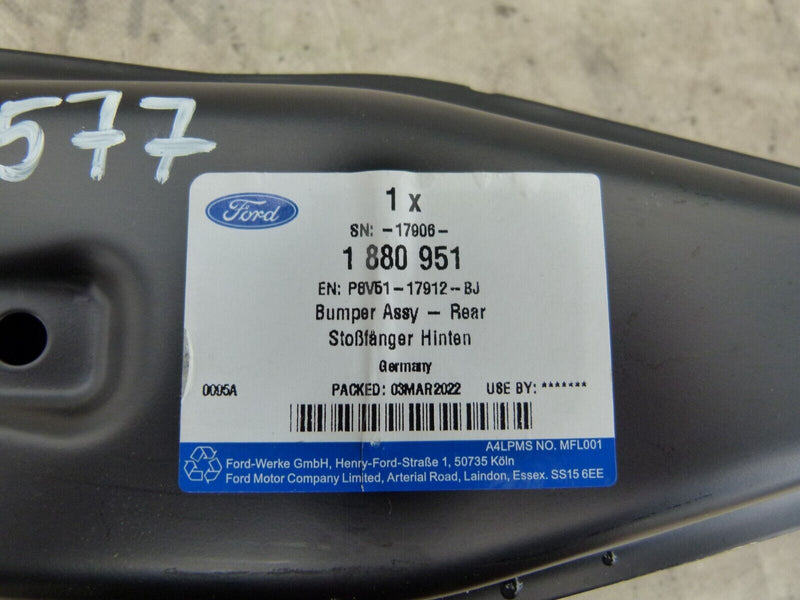 577
Ford
1 x
SN: -17906-
1 880 951
EN: P8V51-17912-BJ
Bumper Assy - Rear
Stoßfänger Hinten
Germany
0095A PACKED: 03MAR2022 USE BY: *******
A4LPMS NO. MFL001
Ford-Werke GmbH, Henry-Ford-Straße 1, 50735 Köln
Ford Motor Company Limited, Arterial Road, Laindon, Essex. SS15 6EE